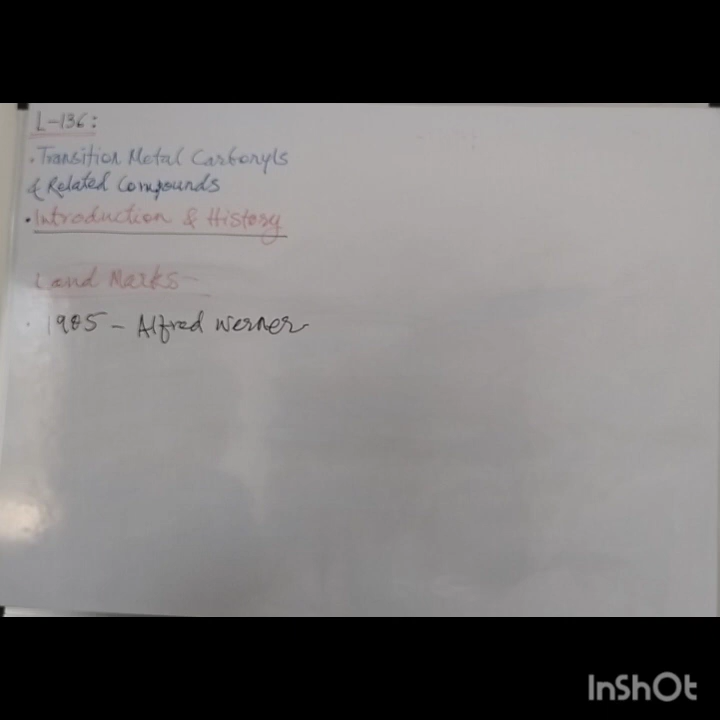 L-136:
• Transition Metal Carbonyls
& Related Compounds
• Introduction & History
Land Marks -
• 1905 - Alfred Werner
InShOt